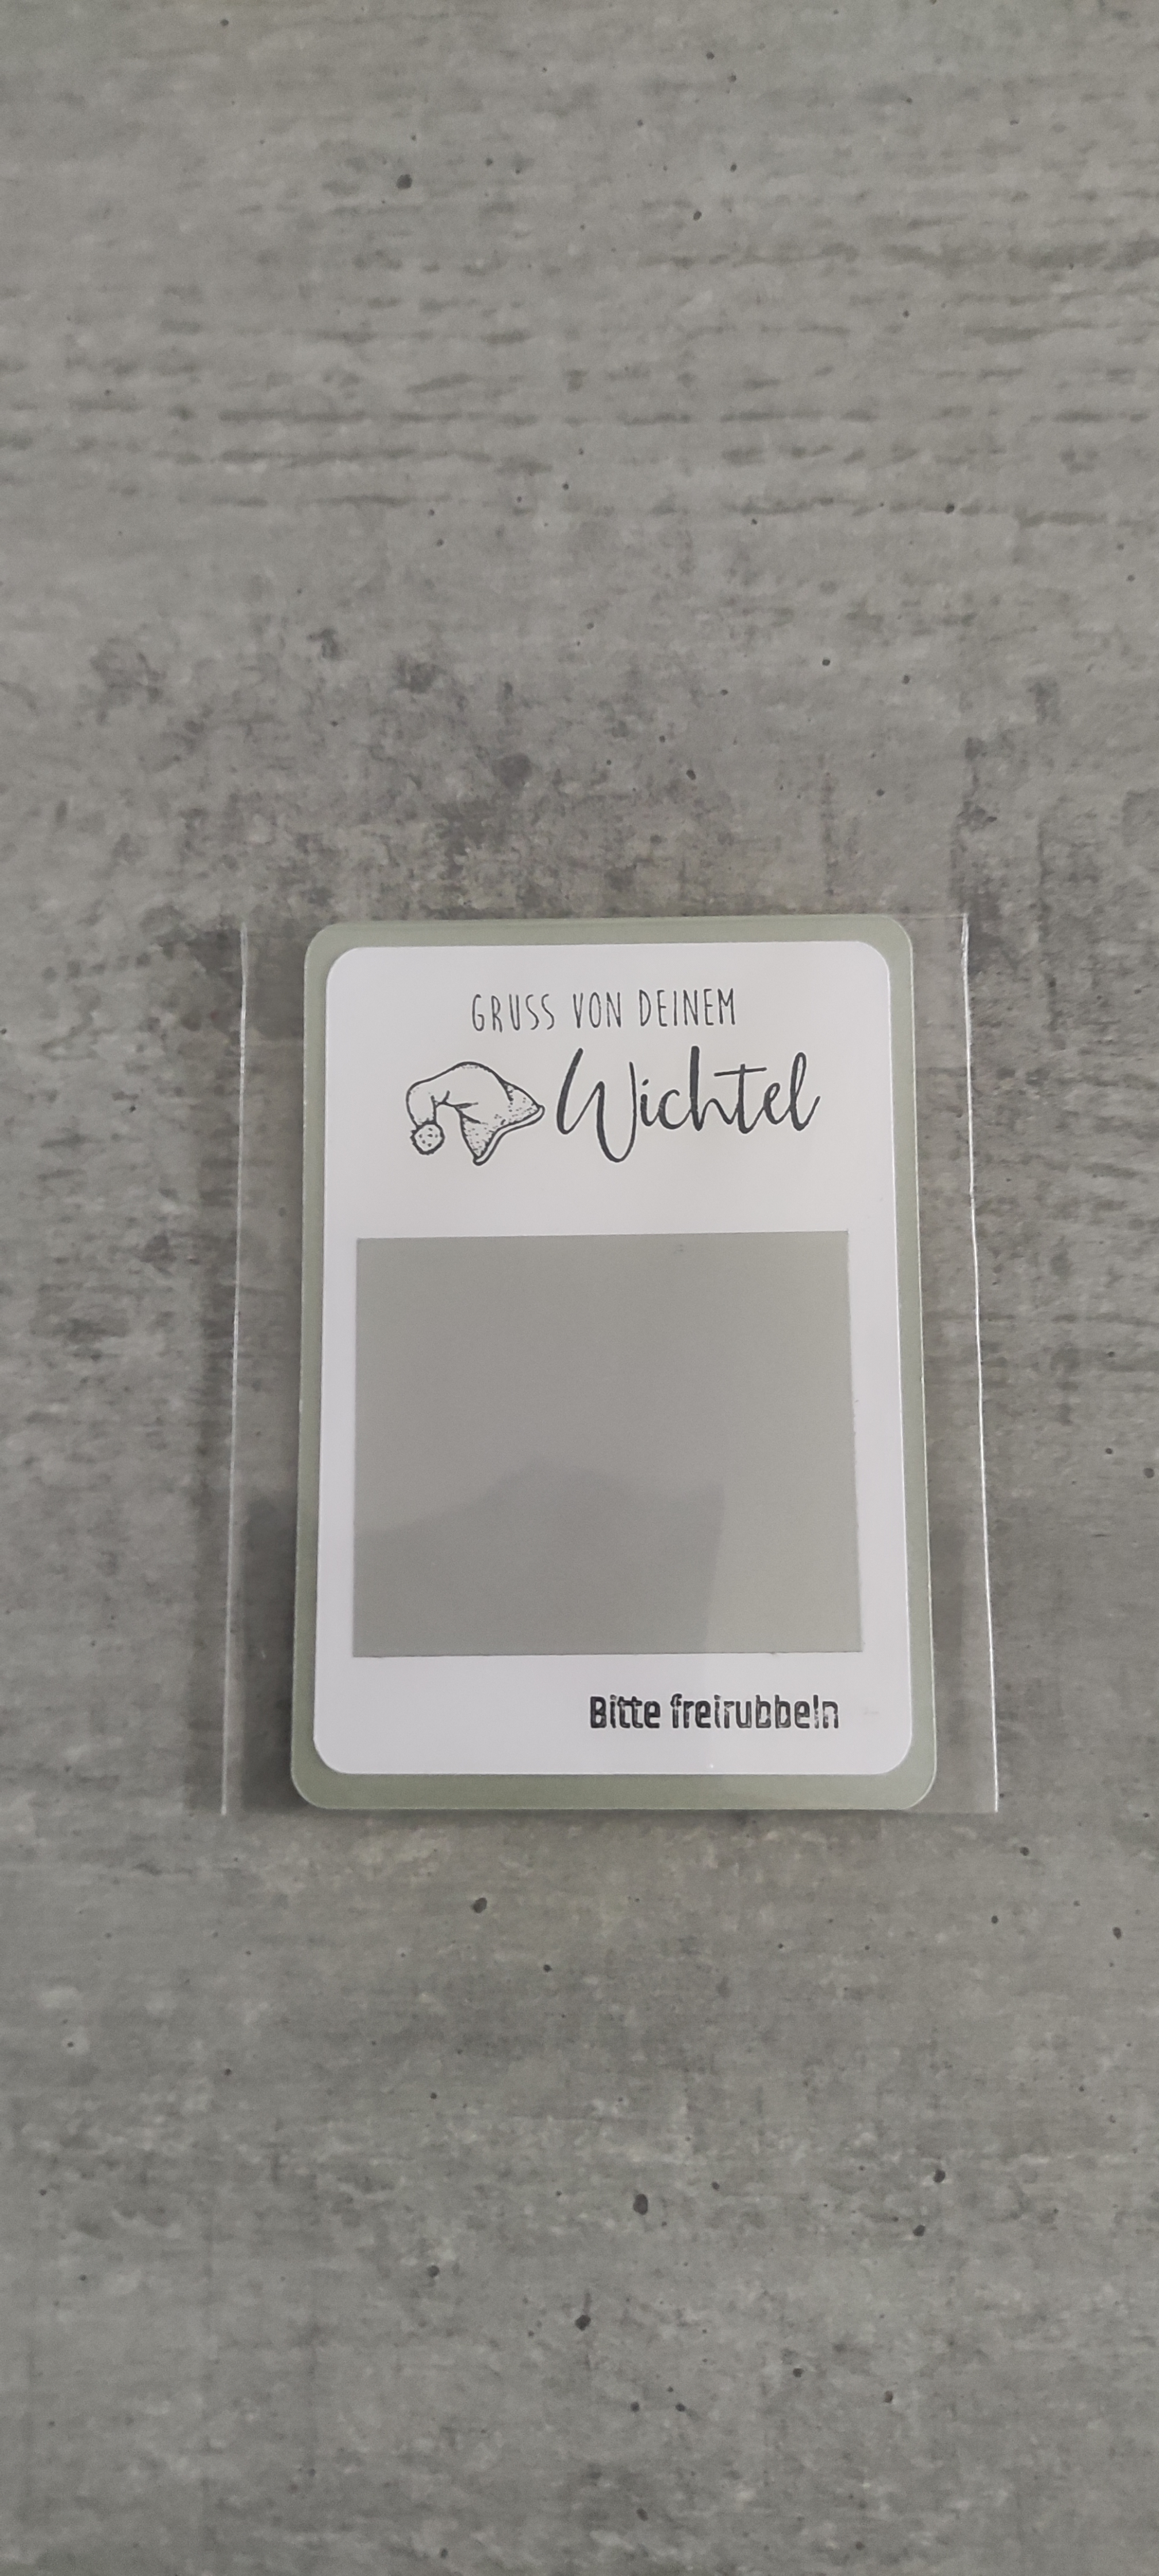 GRUSS VON DEINEM
Wichtel
Bitte freirubbeln